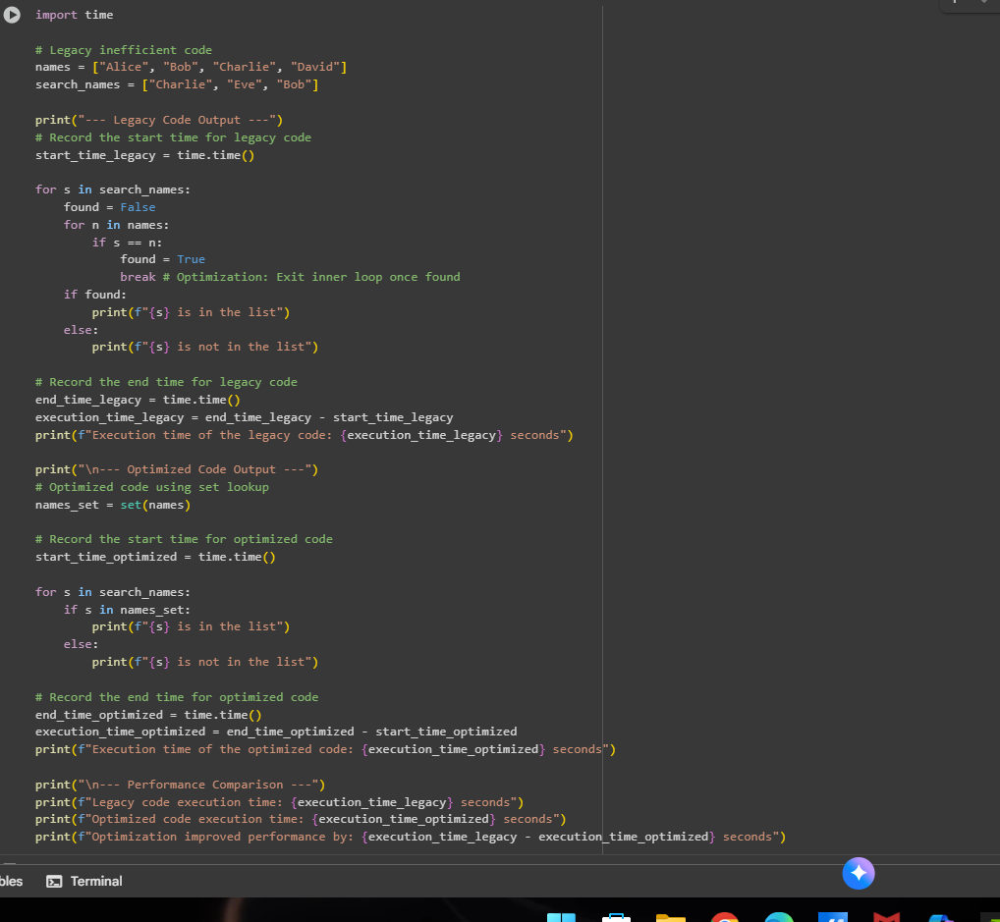 import time

# Legacy inefficient code
names = ["Alice", "Bob", "Charlie", "David"]
search_names = ["Charlie", "Eve", "Bob"]

print("--- Legacy Code Output ---")
# Record the start time for legacy code
start_time_legacy = time.time()

for s in search_names:
    found = False
    for n in names:
        if s == n:
            found = True
            break # Optimization: Exit inner loop once found
    if found:
        print(f"{s} is in the list")
    else:
        print(f"{s} is not in the list")

# Record the end time for legacy code
end_time_legacy = time.time()
execution_time_legacy = end_time_legacy - start_time_legacy
print(f"Execution time of the legacy code: {execution_time_legacy} seconds")

print("\n--- Optimized Code Output ---")
# Optimized code using set lookup
names_set = set(names)

# Record the start time for optimized code
start_time_optimized = time.time()

for s in search_names:
    if s in names_set:
        print(f"{s} is in the list")
    else:
        print(f"{s} is not in the list")

# Record the end time for optimized code
end_time_optimized = time.time()
execution_time_optimized = end_time_optimized - start_time_optimized
print(f"Execution time of the optimized code: {execution_time_optimized} seconds")

print("\n--- Performance Comparison ---")
print(f"Legacy code execution time: {execution_time_legacy} seconds")
print(f"Optimized code execution time: {execution_time_optimized} seconds")
print(f"Optimization improved performance by: {execution_time_legacy - execution_time_optimized} seconds")
bles Terminal